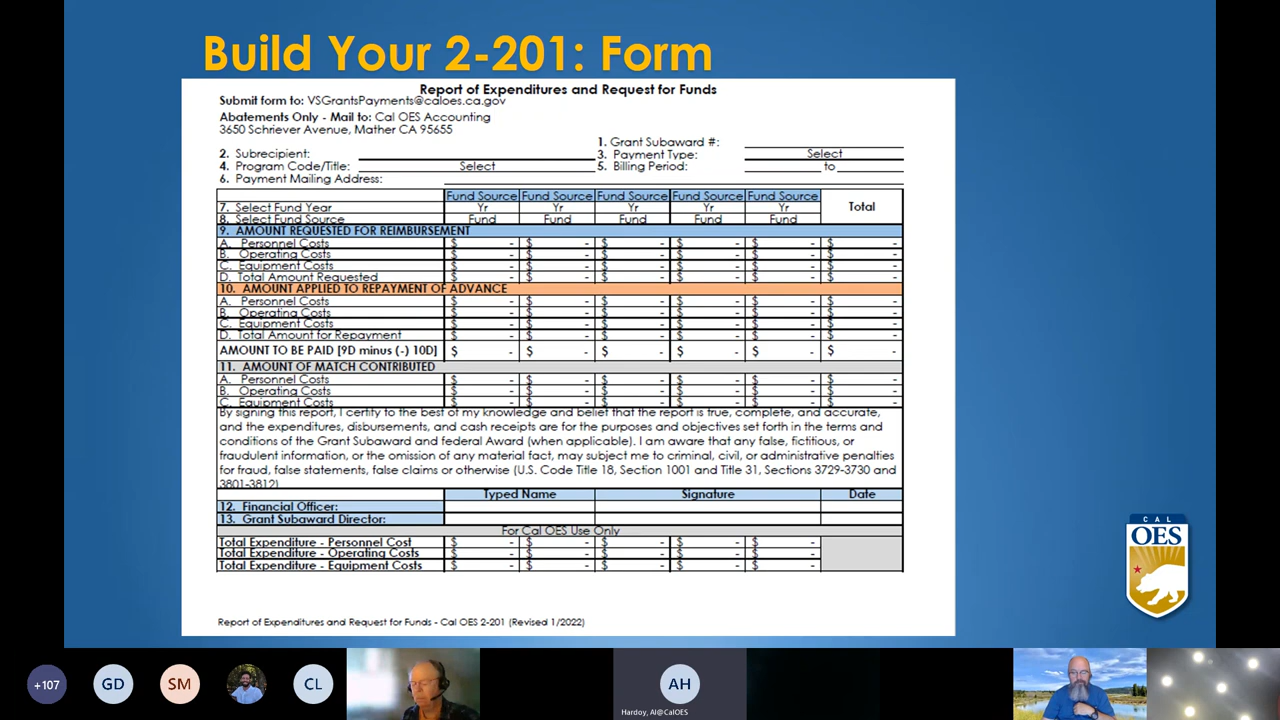 Build Your 2-201: Form
Report of Expenditures and Request for Funds
Submit form to: VSGrantsPayments@caloes.ca.gov
Abatements Only - Mail to: Cal OES Accounting
3650 Schriever Avenue, Mather CA 95655
1. Grant Subaward #:
2. Subrecipient: 3. Payment Type: Select
4. Program Code/Title: Select 5. Billing Period: to
6. Payment Mailing Address:
Fund Source Fund Source Fund Source Fund Source Fund Source Total
7. Select Fund Year Yr Yr Yr Yr Yr
8. Select Fund Source Fund Fund Fund Fund Fund
9. AMOUNT REQUESTED FOR REIMBURSEMENT
A. Personnel Costs $ - $ - $ - $ - $ - $ -
B. Operating Costs $ - $ - $ - $ - $ - $ -
C. Equipment Costs $ - $ - $ - $ - $ - $ -
D. Total Amount Requested $ - $ - $ - $ - $ - $ -
10. AMOUNT APPLIED TO REPAYMENT OF ADVANCE
A. Personnel Costs $ - $ - $ - $ - $ - $ -
B. Operating Costs $ - $ - $ - $ - $ - $ -
C. Equipment Costs $ - $ - $ - $ - $ - $ -
D. Total Amount for Repayment $ - $ - $ - $ - $ - $ -
AMOUNT TO BE PAID [9D minus (-) 10D] $ - $ - $ - $ - $ - $ -
11. AMOUNT OF MATCH CONTRIBUTED
A. Personnel Costs $ - $ - $ - $ - $ - $ -
B. Operating Costs $ - $ - $ - $ - $ - $ -
C. Equipment Costs $ - $ - $ - $ - $ - $ -
By signing this report, I certify to the best of my knowledge and belief that the report is true, complete, and accurate,
and the expenditures, disbursements, and cash receipts are for the purposes and objectives set forth in the terms and
conditions of the Grant Subaward and federal Award (when applicable). I am aware that any false, fictitious, or
fraudulent information, or the omission of any material fact, may subject me to criminal, civil, or administrative penalties
for fraud, false statements, false claims or otherwise (U.S. Code Title 18, Section 1001 and Title 31, Sections 3729-3730 and
3801-3812)
Typed Name Signature Date
12. Financial Officer:
13. Grant Subaward Director:
For Cal OES Use Only
Total Expenditure - Personnel Cost $ - $ - $ - $ - $ -
Total Expenditure - Operating Costs $ - $ - $ - $ - $ -
Total Expenditure - Equipment Costs $ - $ - $ - $ - $ -
Report of Expenditures and Request for Funds - Cal OES 2-201 (Revised 1/2022)
CAL
OES
+107 GD SM CL AH
Hardoy, Al@CalOES